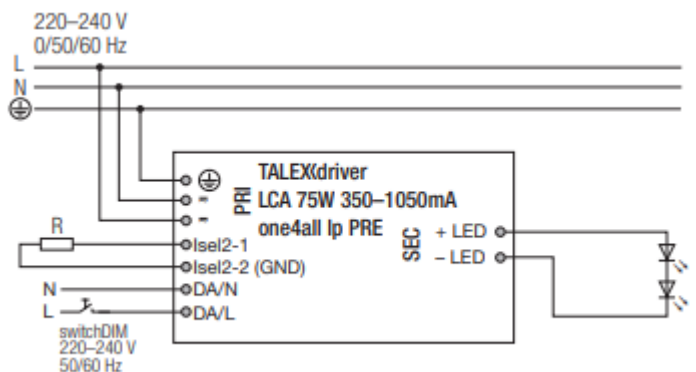 220–240 V
0/50/60 Hz
L
N
TALEXXdriver
LCA 75W 350–1050mA
one4all lp PRE
PRI
=
=
SEC
+ LED
– LED
R
Isel2-1
Isel2-2 (GND)
N
DA/N
L
DA/L
switchDIM
220–240 V
50/60 Hz